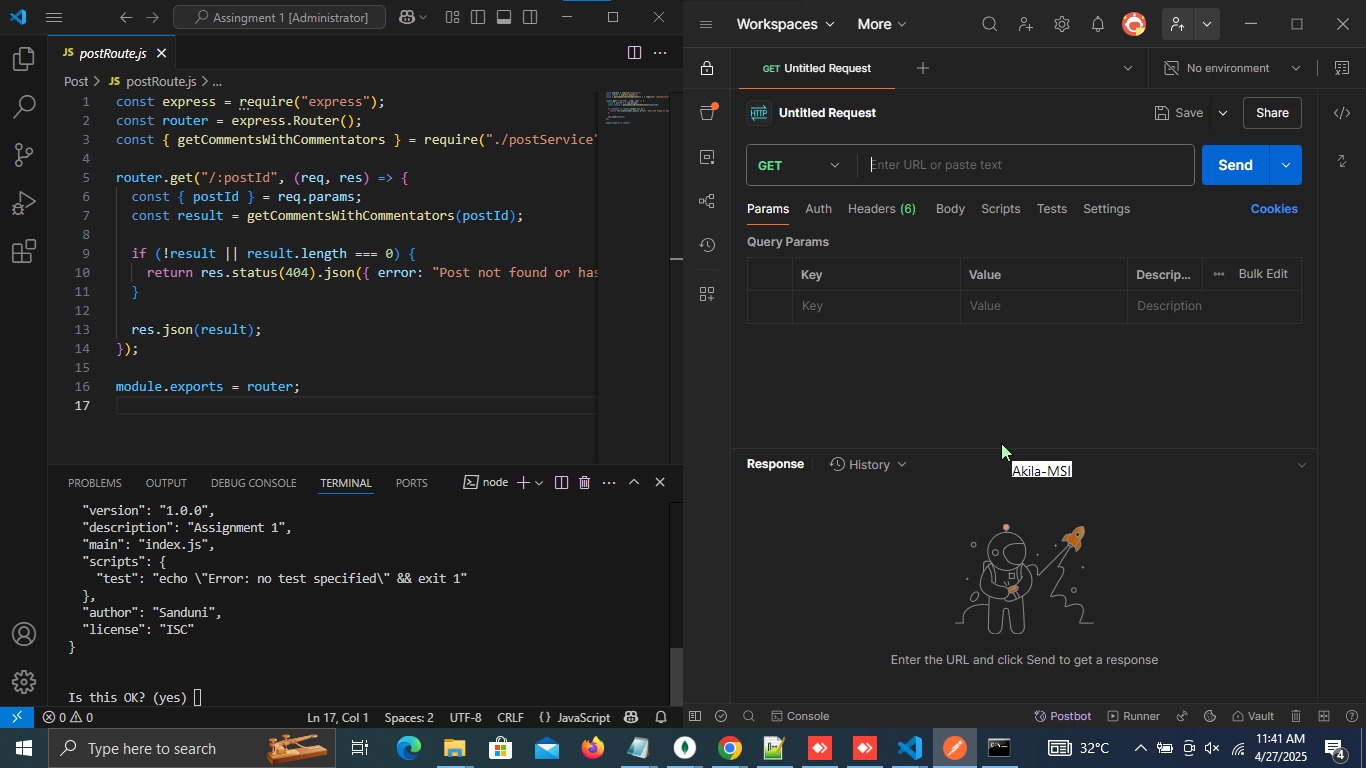 Assingment 1 [Administrator]
JS postRoute.js
Post > JS postRoute.js > ...
1 const express = require("express");
2 const router = express.Router();
3 const { getCommentsWithCommentators } = require("./postService"
4
5 router.get("/:postId", (req, res) => {
6 const { postId } = req.params;
7 const result = getCommentsWithCommentators(postId);
8
9 if (!result || result.length === 0) {
10 return res.status(404).json({ error: "Post not found or has
11 }
12
13 res.json(result);
14 });
15
16 module.exports = router;
17
PROBLEMS OUTPUT DEBUG CONSOLE TERMINAL PORTS node
"version": "1.0.0",
"description": "Assignment 1",
"main": "index.js",
"scripts": {
"test": "echo \"Error: no test specified\" && exit 1"
},
"author": "Sanduni",
"license": "ISC"
}
Is this OK? (yes)
0 0 Ln 17, Col 1 Spaces: 2 UTF-8 CRLF {} JavaScript
Workspaces More
GET Untitled Request
No environment
HTTP Untitled Request Save Share
GET Enter URL or paste text Send
Params Auth Headers (6) Body Scripts Tests Settings Cookies
Query Params
Key Value Descrip... Bulk Edit
Key Value Description
Response History
Akila-MSI
Enter the URL and click Send to get a response
Console Postbot Runner Vault
Type here to search
32°C
11:41 AM
4/27/2025
4